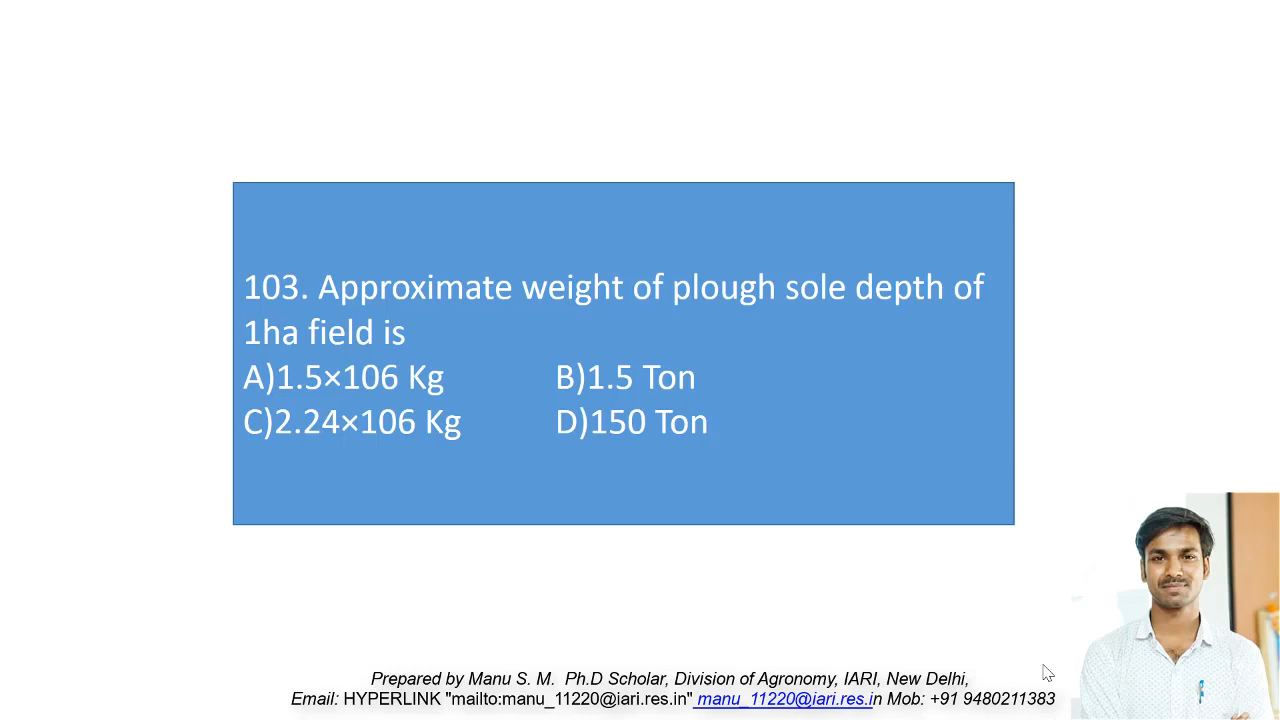 103. Approximate weight of plough sole depth of
1ha field is
A)1.5×106 Kg B)1.5 Ton
C)2.24×106 Kg D)150 Ton
Prepared by Manu S. M. Ph.D Scholar, Division of Agronomy, IARI, New Delhi,
Email: HYPERLINK "mailto:manu_11220@iari.res.in" manu_11220@iari.res.in Mob: +91 9480211383